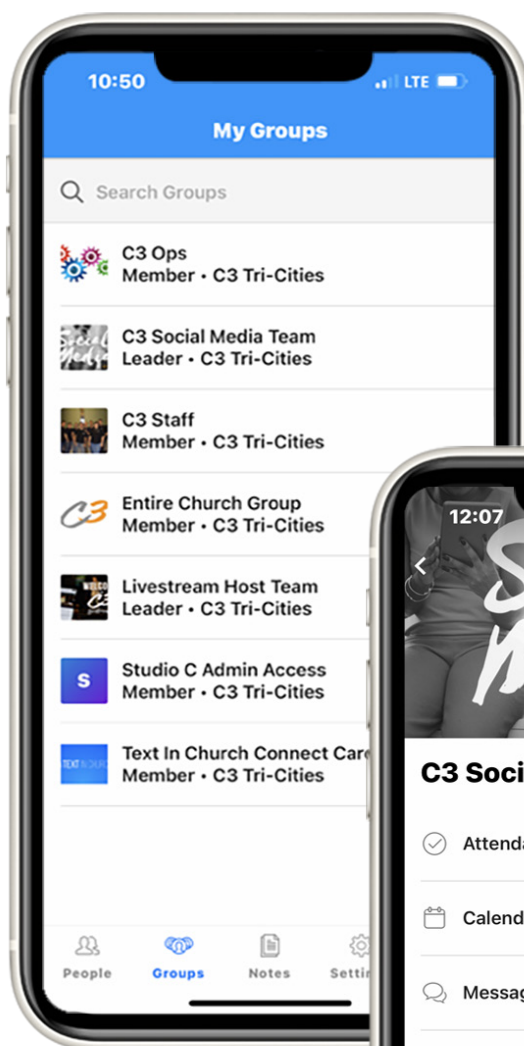 10:50
LTE
My Groups
Search Groups
C3 Ops
Member • C3 Tri-Cities
C3 Social Media Team
Leader • C3 Tri-Cities
C3 Staff
Member • C3 Tri-Cities
C3
Entire Church Group
Member • C3 Tri-Cities
Livestream Host Team
Leader • C3 Tri-Cities
S
Studio C Admin Access
Member • C3 Tri-Cities
Text In Church Connect Car
Member • C3 Tri-Cities
People
Groups
Notes
Settin
12:07
C3 Soci
Attenda
Calend
Messag